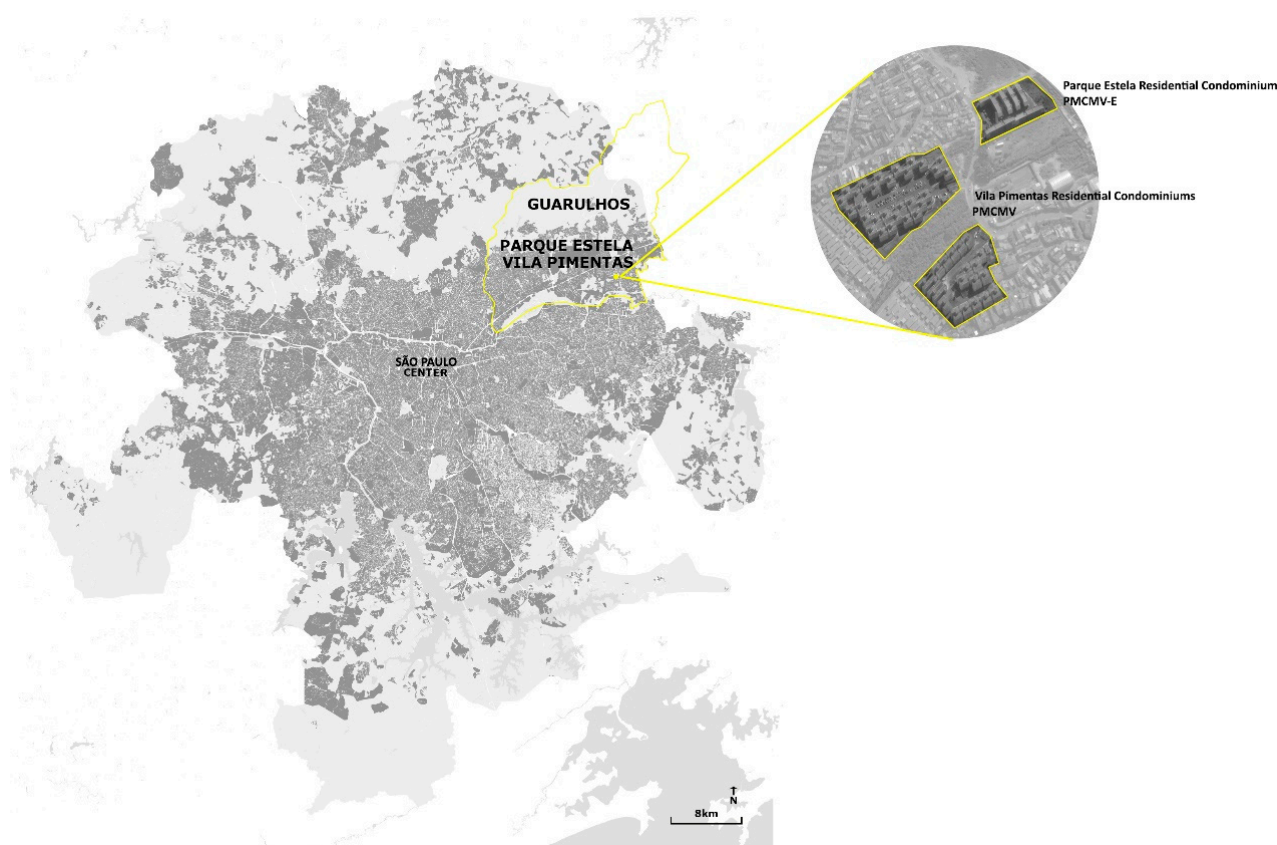 Parque Estela Residential Condominium
PMCMV-E
Vila Pimentas Residential Condominiums
PMCMV
GUARULHOS
PARQUE ESTELA
VILA PIMENTAS
SÃO PAULO
CENTER
N
8km